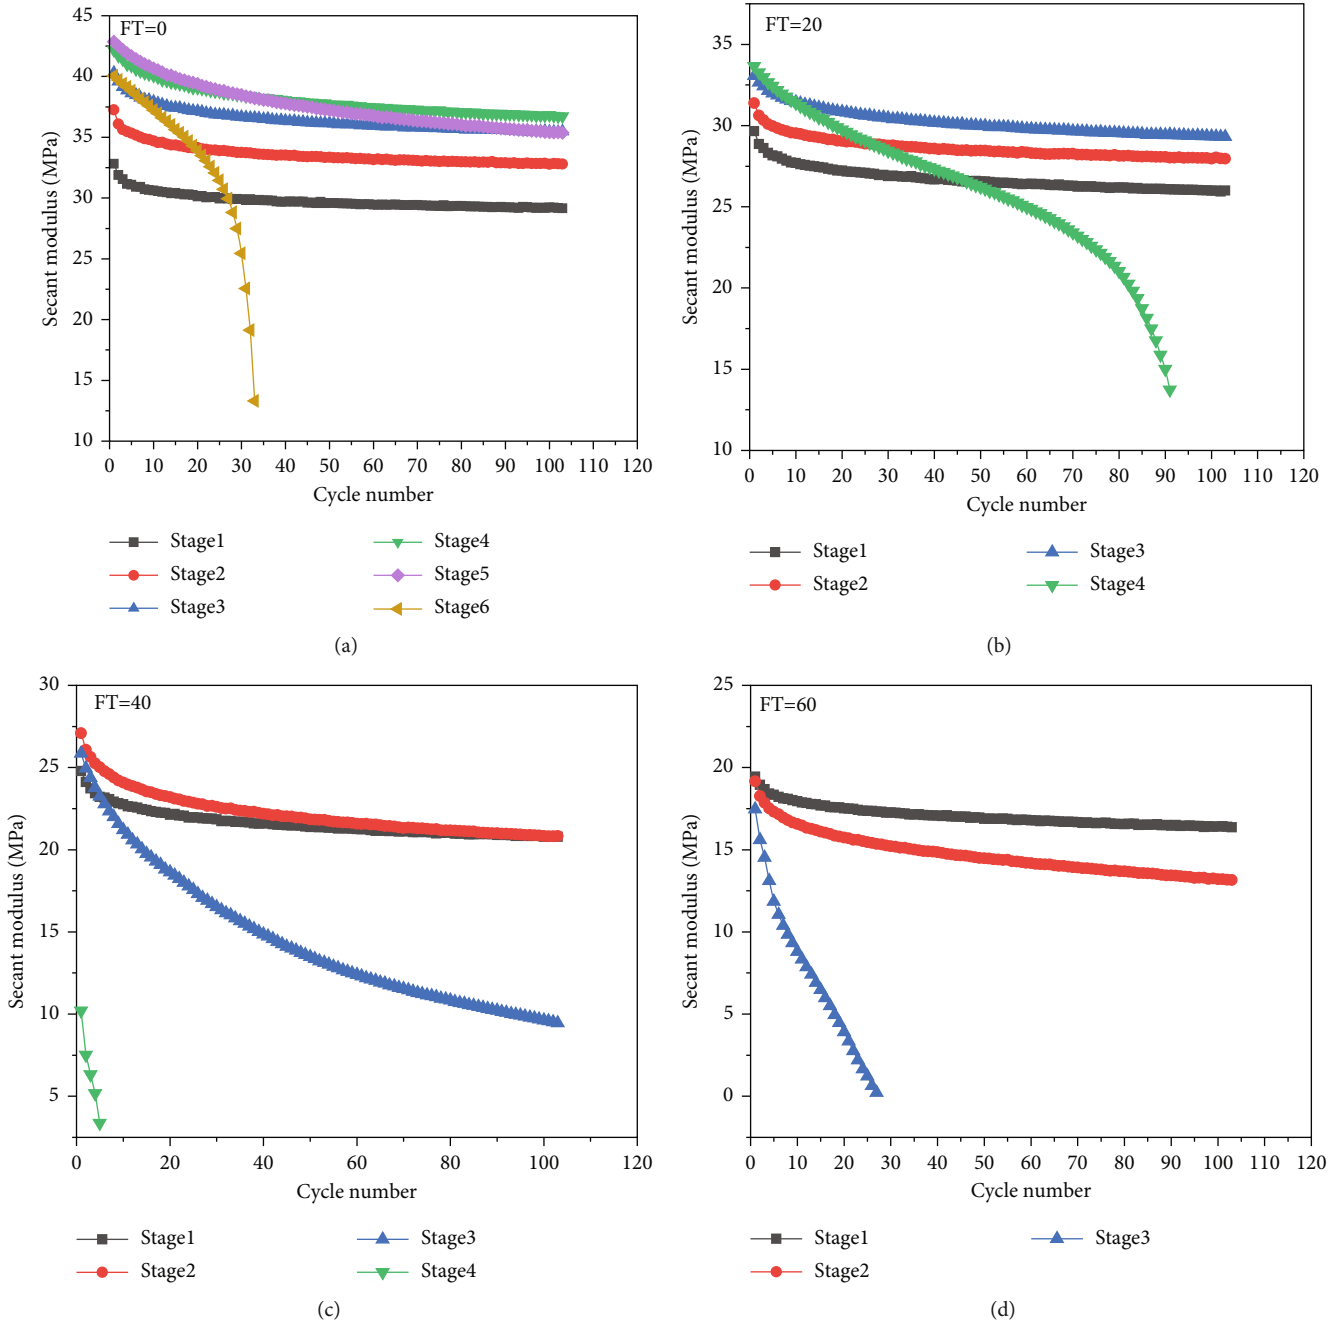 FT=0
45
40
35
30
25
20
15
10
Secant modulus (MPa)
0 10 20 30 40 50 60 70 80 90 100 110 120
Cycle number
Stage1 Stage4
Stage2 Stage5
Stage3 Stage6
(a)
FT=20
35
30
25
20
15
10
Secant modulus (MPa)
0 10 20 30 40 50 60 70 80 90 100 110 120
Cycle number
Stage1 Stage3
Stage2 Stage4
(b)
FT=40
30
25
20
15
10
5
Secant modulus (MPa)
0 20 40 60 80 100 120
Cycle number
Stage1 Stage3
Stage2 Stage4
(c)
FT=60
25
20
15
10
5
0
Secant modulus (MPa)
0 10 20 30 40 50 60 70 80 90 100 110 120
Cycle number
Stage1 Stage3
Stage2
(d)